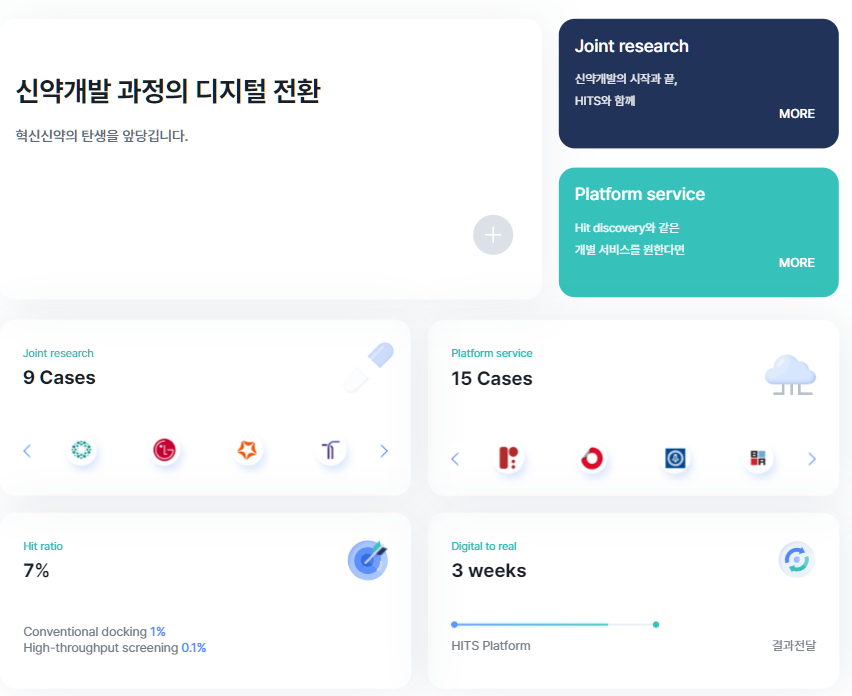 신약개발 과정의 디지털 전환
혁신신약의 탄생을 앞당깁니다.
Joint research
신약개발의 시작과 끝,
HITS와 함께
MORE
Platform service
Hit discovery와 같은
개별 서비스를 원한다면
MORE
Joint research
9 Cases
Platform service
15 Cases
Hit ratio
7%
Conventional docking 1%
High-throughput screening 0.1%
Digital to real
3 weeks
HITS Platform
결과전달